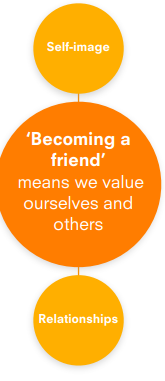 Self-image
‘Becoming a
friend’
means we value
ourselves and
others
Relationships